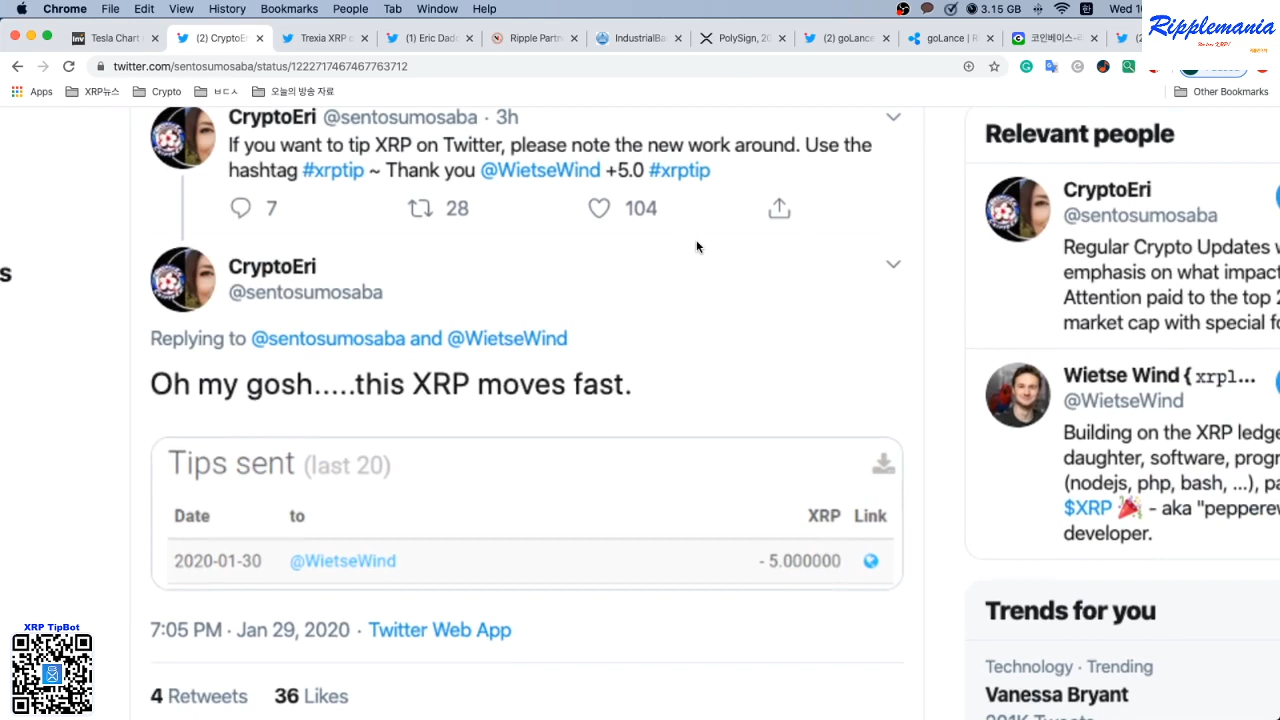 Chrome File Edit View History Bookmarks People Tab Window Help
3.15 GB 한 Wed 1
Ripplemania
Tesla Chart
(2) CryptoE
Trexia XRP c
(1) Eric Dad
Ripple Partn
IndustrialBa
PolySign, 20
(2) goLance
goLance | R
코인베이스-리
(2
twitter.com/sentosumosaba/status/1222717467467763712
Apps XRP뉴스 Crypto ㅂㄷㅅ 오늘의 방송 자료 Other Bookmarks
CryptoEri @sentosumosaba · 3h
If you want to tip XRP on Twitter, please note the new work around. Use the
hashtag #xrptip ~ Thank you @WietseWind +5.0 #xrptip
7 28 104
CryptoEri
@sentosumosaba
Replying to @sentosumosaba and @WietseWind
Oh my gosh.....this XRP moves fast.
Tips sent (last 20)
Date to XRP Link
2020-01-30 @WietseWind - 5.000000
7:05 PM · Jan 29, 2020 · Twitter Web App
4 Retweets 36 Likes
s
XRP TipBot
Relevant people
CryptoEri
@sentosumosaba
Regular Crypto Updates w
emphasis on what impact
Attention paid to the top 2
market cap with special fo
Wietse Wind { xrpl...
@WietseWind
Building on the XRP ledge
daughter, software, progr
(nodejs, php, bash, ...), pa
$XRP 🎉 - aka "pepperew
developer.
Trends for you
Technology · Trending
Vanessa Bryant